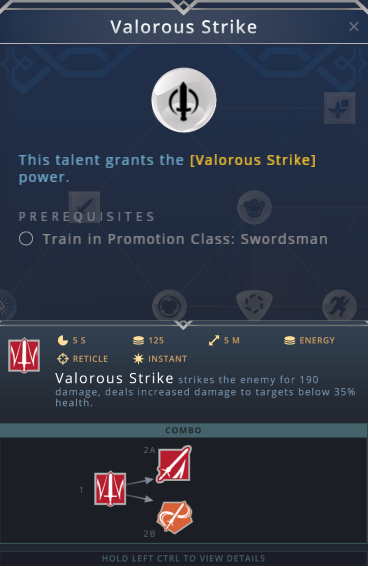 Valorous Strike
This talent grants the [Valorous Strike]
power.
PREREQUISITES
Train in Promotion Class: Swordsman
5 S 125 5 M ENERGY
RETICLE INSTANT
Valorous Strike strikes the enemy for 190
damage, deals increased damage to targets below 35%
health.
COMBO
2A
1
2B
HOLD LEFT CTRL TO VIEW DETAILS